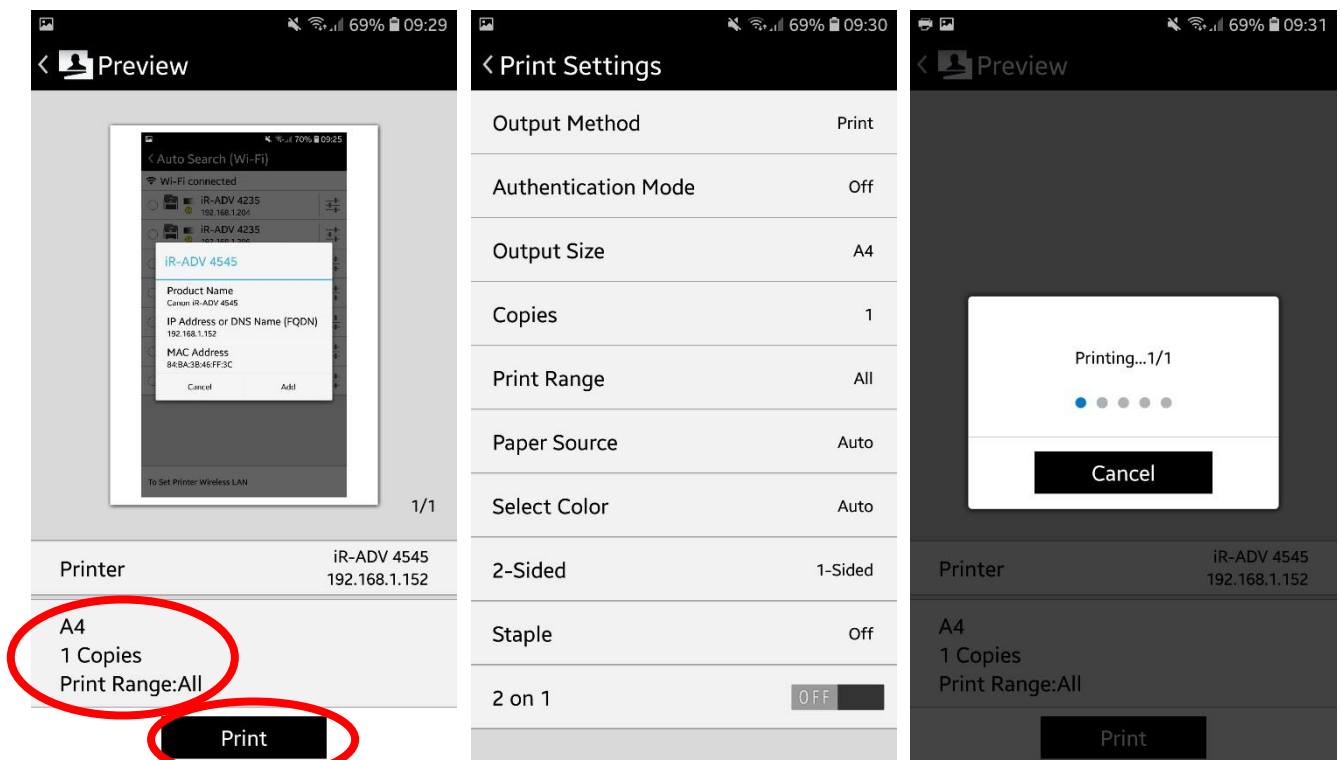 69% 09:29
Preview
70% 09:25
Auto Search (Wi-Fi)
Wi-Fi connected
iR-ADV 4235
192.168.1.204
iR-ADV 4235
iR-ADV 4545
Product Name
Canon iR-ADV 4545
IP Address or DNS Name (FQDN)
192.168.1.152
MAC Address
84:BA:3B:46:FF:3C
Cancel Add
To Set Printer Wireless LAN
1/1
Printer
iR-ADV 4545
192.168.1.152
A4
1 Copies
Print Range:All
Print
69% 09:30
Print Settings
Output Method Print
Authentication Mode Off
Output Size A4
Copies 1
Print Range All
Paper Source Auto
Select Color Auto
2-Sided 1-Sided
Staple Off
2 on 1 OFF
69% 09:31
Preview
Printing...1/1
Cancel
Printer
iR-ADV 4545
192.168.1.152
A4
1 Copies
Print Range:All
Print